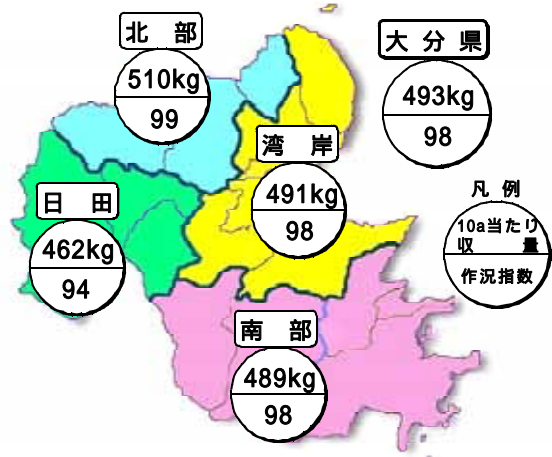 北部
510kg
99
大分県
493kg
98
湾岸
491kg
98
日田
462kg
94
凡例
10a当たり
収量
作況指数
南部
489kg
98